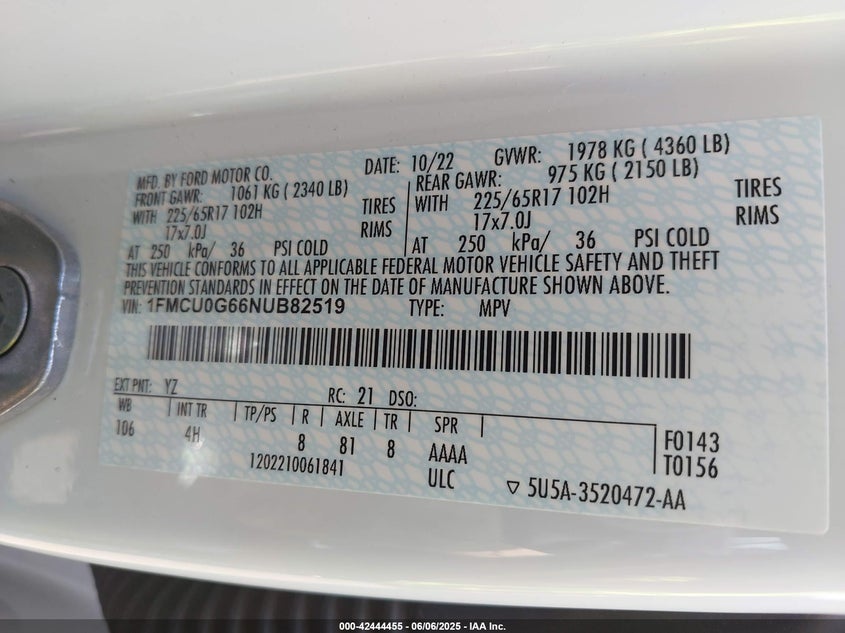 MFD. BY FORD MOTOR CO. DATE: 10/22 GVWR: 1978 KG ( 4360 LB)
FRONT GAWR: 1061 KG ( 2340 LB) REAR GAWR: 975 KG ( 2150 LB)
WITH 225/65R17 102H TIRES WITH 225/65R17 102H TIRES
17x7.0J RIMS 17x7.0J RIMS
AT 250 kPa/ 36 PSI COLD AT 250 kPa/ 36 PSI COLD
THIS VEHICLE CONFORMS TO ALL APPLICABLE FEDERAL MOTOR VEHICLE SAFETY AND THEFT
PREVENTION STANDARDS IN EFFECT ON THE DATE OF MANUFACTURE SHOWN ABOVE.
VIN: 1FMCU0G66NUB82519 TYPE: MPV
EXT PNT: YZ RC: 21 DSO:
WB INT TR TP/PS R AXLE TR SPR
106 4H 8 81 8 AAAA F0143
1202210061841 ULC T0156
5U5A-3520472-AA
000-42444455 - 06/06/2025 - IAA Inc.